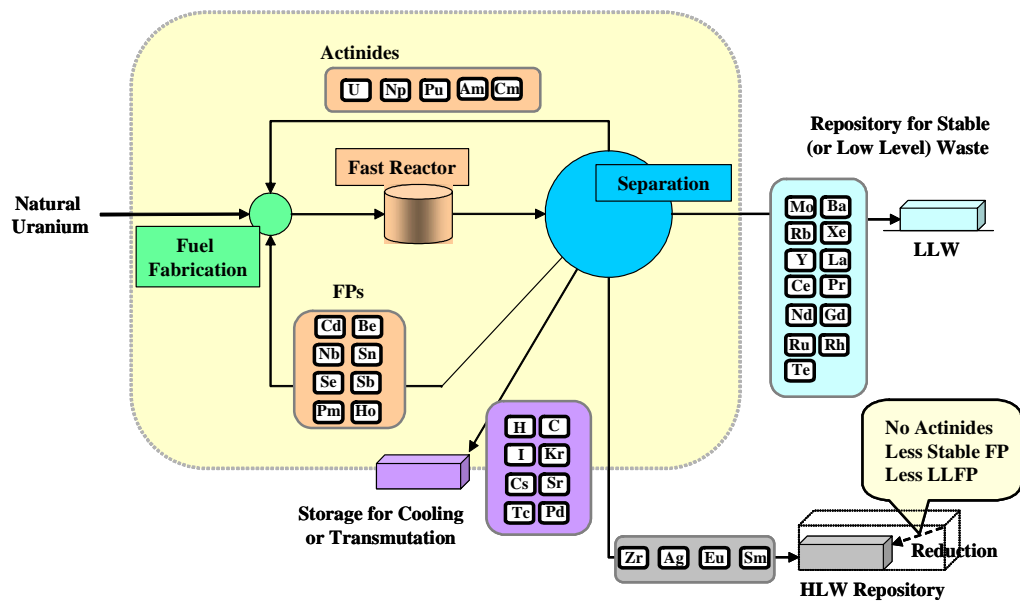 Actinides
U Np Pu Am Cm
Repository for Stable
(or Low Level) Waste
Fast Reactor
Separation
Natural
Uranium
Fuel
Fabrication
Mo Ba
Rb Xe
Y La
Ce Pr
Nd Gd
Ru Rh
Te
LLW
FPs
Cd Be
Nb Sn
Se Sb
Pm Ho
H C
I Kr
Cs Sr
Tc Pd
Storage for Cooling
or Transmutation
No Actinides
Less Stable FP
Less LLFP
Zr Ag Eu Sm
Reduction
HLW Repository